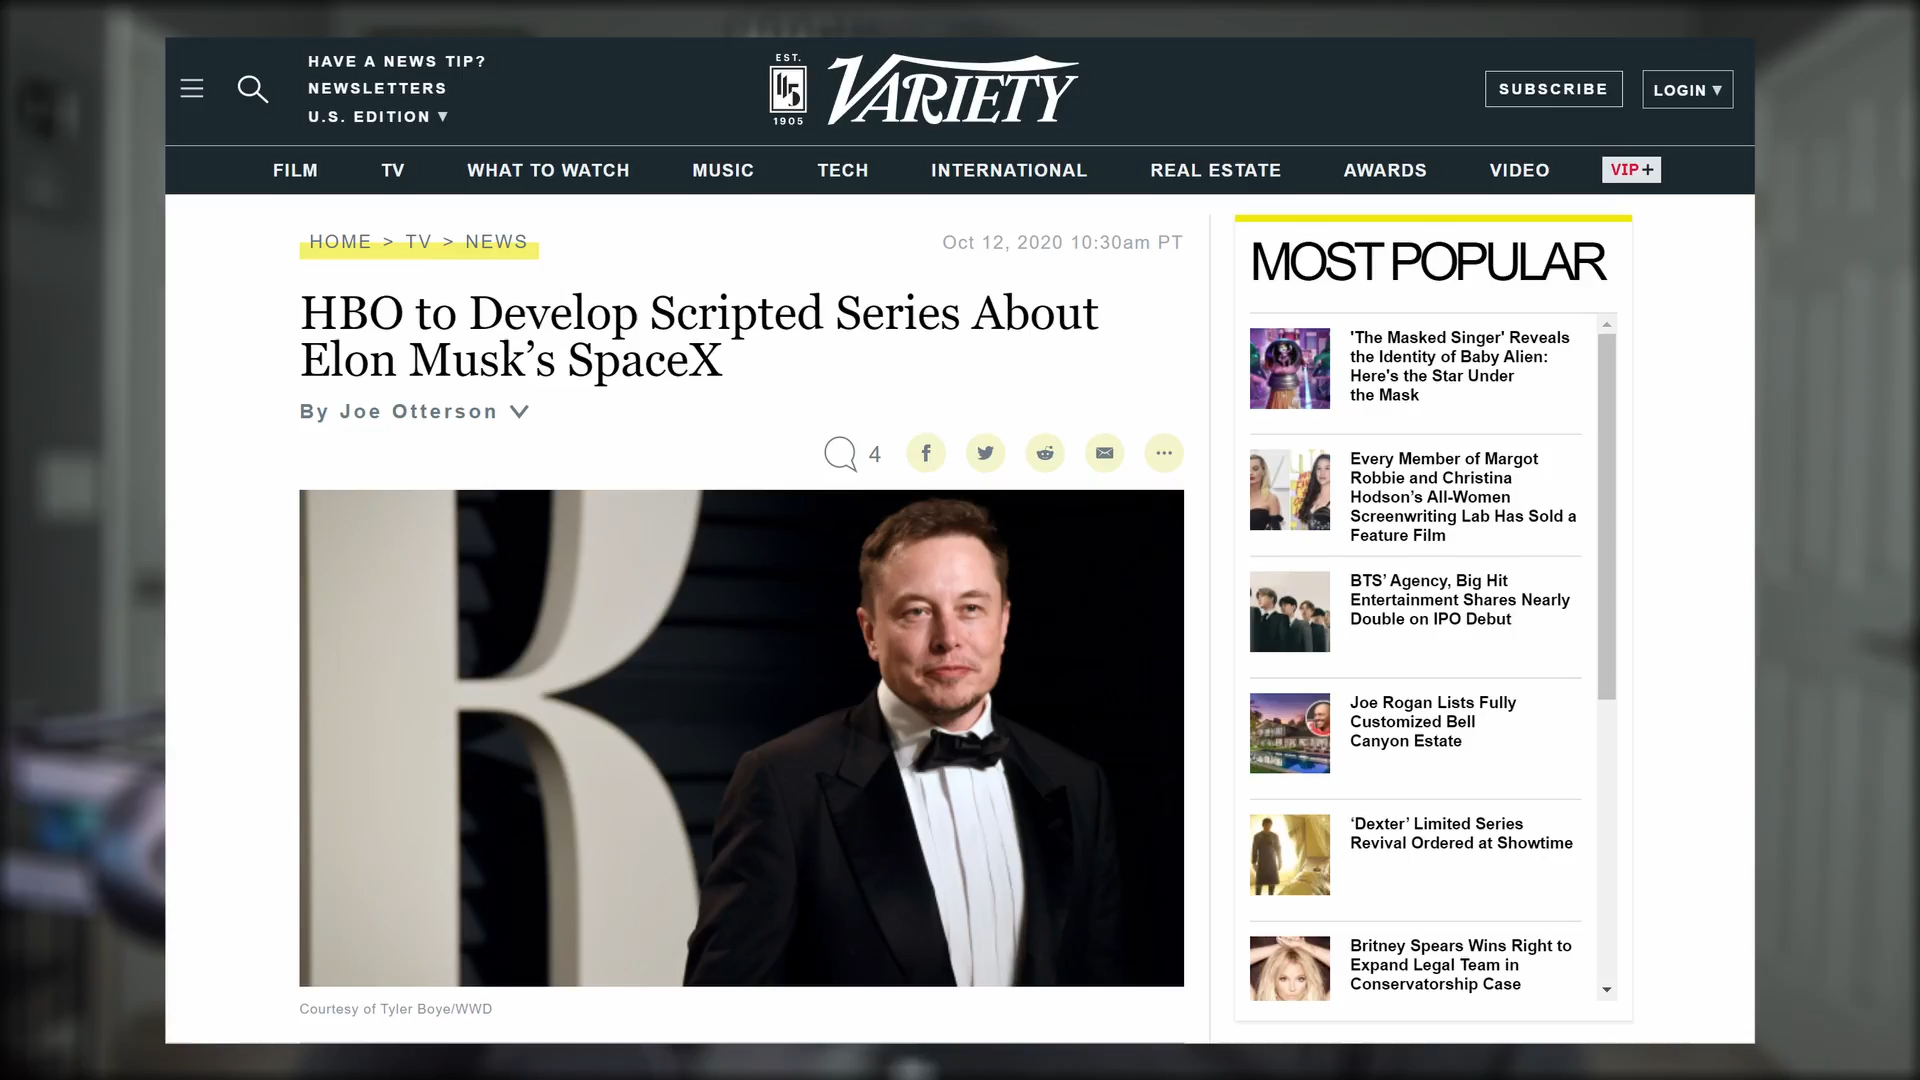 HAVE A NEWS TIP?
NEWSLETTERS
U.S. EDITION ▼
EST.
115
1905
VARIETY
SUBSCRIBE
LOGIN ▼
FILM
TV
WHAT TO WATCH
MUSIC
TECH
INTERNATIONAL
REAL ESTATE
AWARDS
VIDEO
VIP+
HOME > TV > NEWS
Oct 12, 2020 10:30am PT
HBO to Develop Scripted Series About
Elon Musk’s SpaceX
By Joe Otterson
4
Courtesy of Tyler Boye/WWD
MOST POPULAR
'The Masked Singer' Reveals
the Identity of Baby Alien:
Here's the Star Under
the Mask
Every Member of Margot
Robbie and Christina
Hodson’s All-Women
Screenwriting Lab Has Sold a
Feature Film
BTS’ Agency, Big Hit
Entertainment Shares Nearly
Double on IPO Debut
Joe Rogan Lists Fully
Customized Bell
Canyon Estate
‘Dexter’ Limited Series
Revival Ordered at Showtime
Britney Spears Wins Right to
Expand Legal Team in
Conservatorship Case